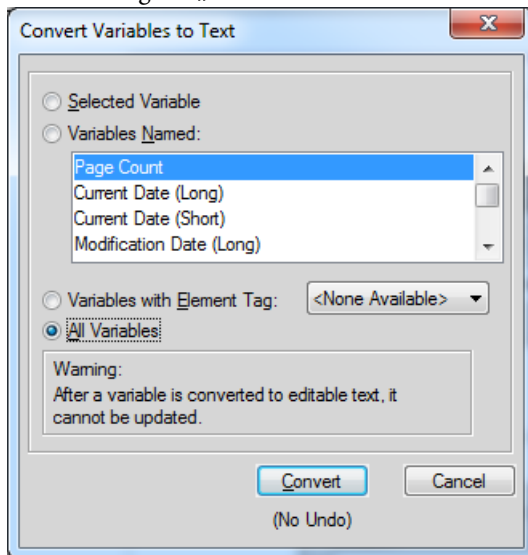 Convert Variables to Text
Selected Variable
Variables Named:
Page Count
Current Date (Long)
Current Date (Short)
Modification Date (Long)
Variables with Element Tag: <None Available>
All Variables
Warning:
After a variable is converted to editable text, it
cannot be updated.
Convert Cancel
(No Undo)